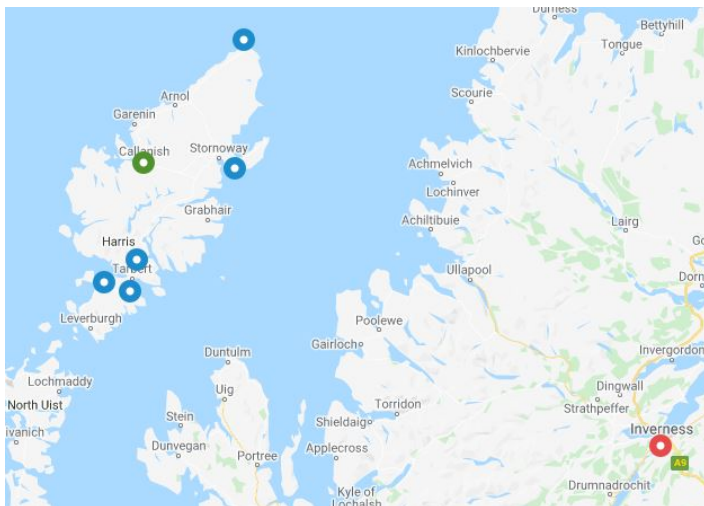 Durness
Bettyhill
Tongue
Kinlochbervie
Scourie
Arnol
Garenin
Callanish
Stornoway
Achmelvich
Lochinver
Grabhair
Achiltibuie
Lairg
Harris
Go
Tarbert
Ullapool
Dorn
Leverburgh
Poolewe
Gairloch
Invergordon
Duntulm
Lochmaddy
Uig
Dingwall
North Uist
Torridon
Strathpeffer
Stein
Shieldaig
Inverness
ivanich
Dunvegan
Portree
Applecross
A9
Drumnadrochit
Kyle of
Lochalsh